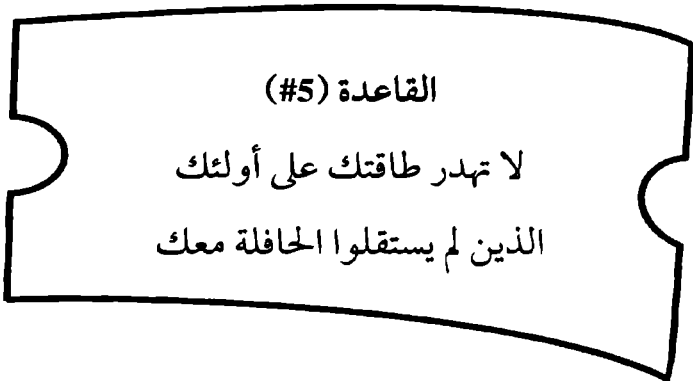 القاعدة (#5)
لا تهدر طاقتك على أولئك
الذين لم يستقلوا الحافلة معك